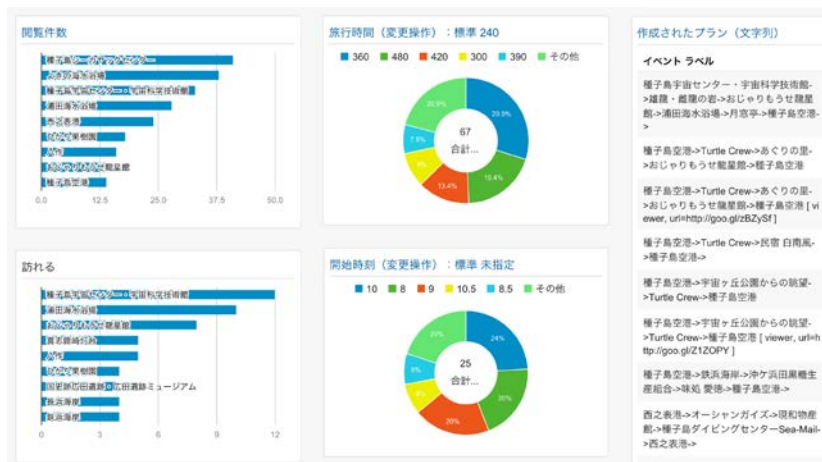 閲覧件数
種子島宇宙センター・宇宙科学技術館
浦田海水浴場
西之表港
種子島空港
0.0 12.5 25.0 37.5 50.0
訪れる
種子島宇宙センター・宇宙科学技術館
浦田海水浴場
おじゃりもうせ龍星館
国史跡広田遺跡・広田遺跡ミュージアム
長浜海岸
鉄浜海岸
0 3 6 9 12
旅行時間（変更操作）：標準 240
360 480 420 300 390 その他
67
合計...
29.9%
19.4%
13.4%
9%
7.5%
20.9%
開始時刻（変更操作）：標準 未指定
10 8 9 10.5 8.5 その他
25
合計...
24%
20%
20%
8%
8%
20%
作成されたプラン（文字列）
イベント ラベル
種子島宇宙センター・宇宙科学技術館-
>雄龍・雌龍の岩->おじゃりもうせ龍星
館->浦田海水浴場->月窓亭->種子島空港-
>
種子島空港->Turtle Crew->あぐりの里-
>おじゃりもうせ龍星館->種子島空港
種子島空港->Turtle Crew->あぐりの里-
>おじゃりもうせ龍星館->種子島空港 [ vi
ewer, url=http://goo.gl/zBZySf ]
種子島空港->Turtle Crew->民宿 白南風-
>種子島空港->
種子島空港->宇宙ヶ丘公園からの眺望-
>Turtle Crew->種子島空港
種子島空港->宇宙ヶ丘公園からの眺望-
>Turtle Crew->種子島空港 [ viewer, url=h
ttp://goo.gl/Z1ZOPY ]
種子島空港->鉄浜海岸->沖ケ浜田黒糖生
産組合->味処 愛徳->種子島空港->
西之表港->オーシャンガイズ->現和物産
館->種子島ダイビングセンターSea-Mail-
>西之表港->